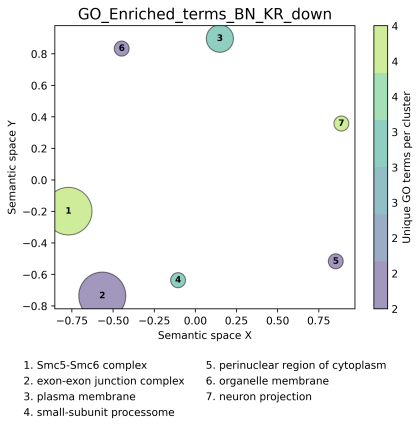 GO_Enriched_terms_BN_KR_down
Semantic space Y
0.8
0.6
0.4
0.2
0.0
−0.2
−0.4
−0.6
−0.8
6
3
7
1
2
4
5
−0.75
−0.50
−0.25
0.00
0.25
0.50
0.75
Semantic space X
4
4
4
3
3
3
2
2
2
Unique GO terms per cluster
1. Smc5-Smc6 complex
2. exon-exon junction complex
3. plasma membrane
4. small-subunit processome
5. perinuclear region of cytoplasm
6. organelle membrane
7. neuron projection